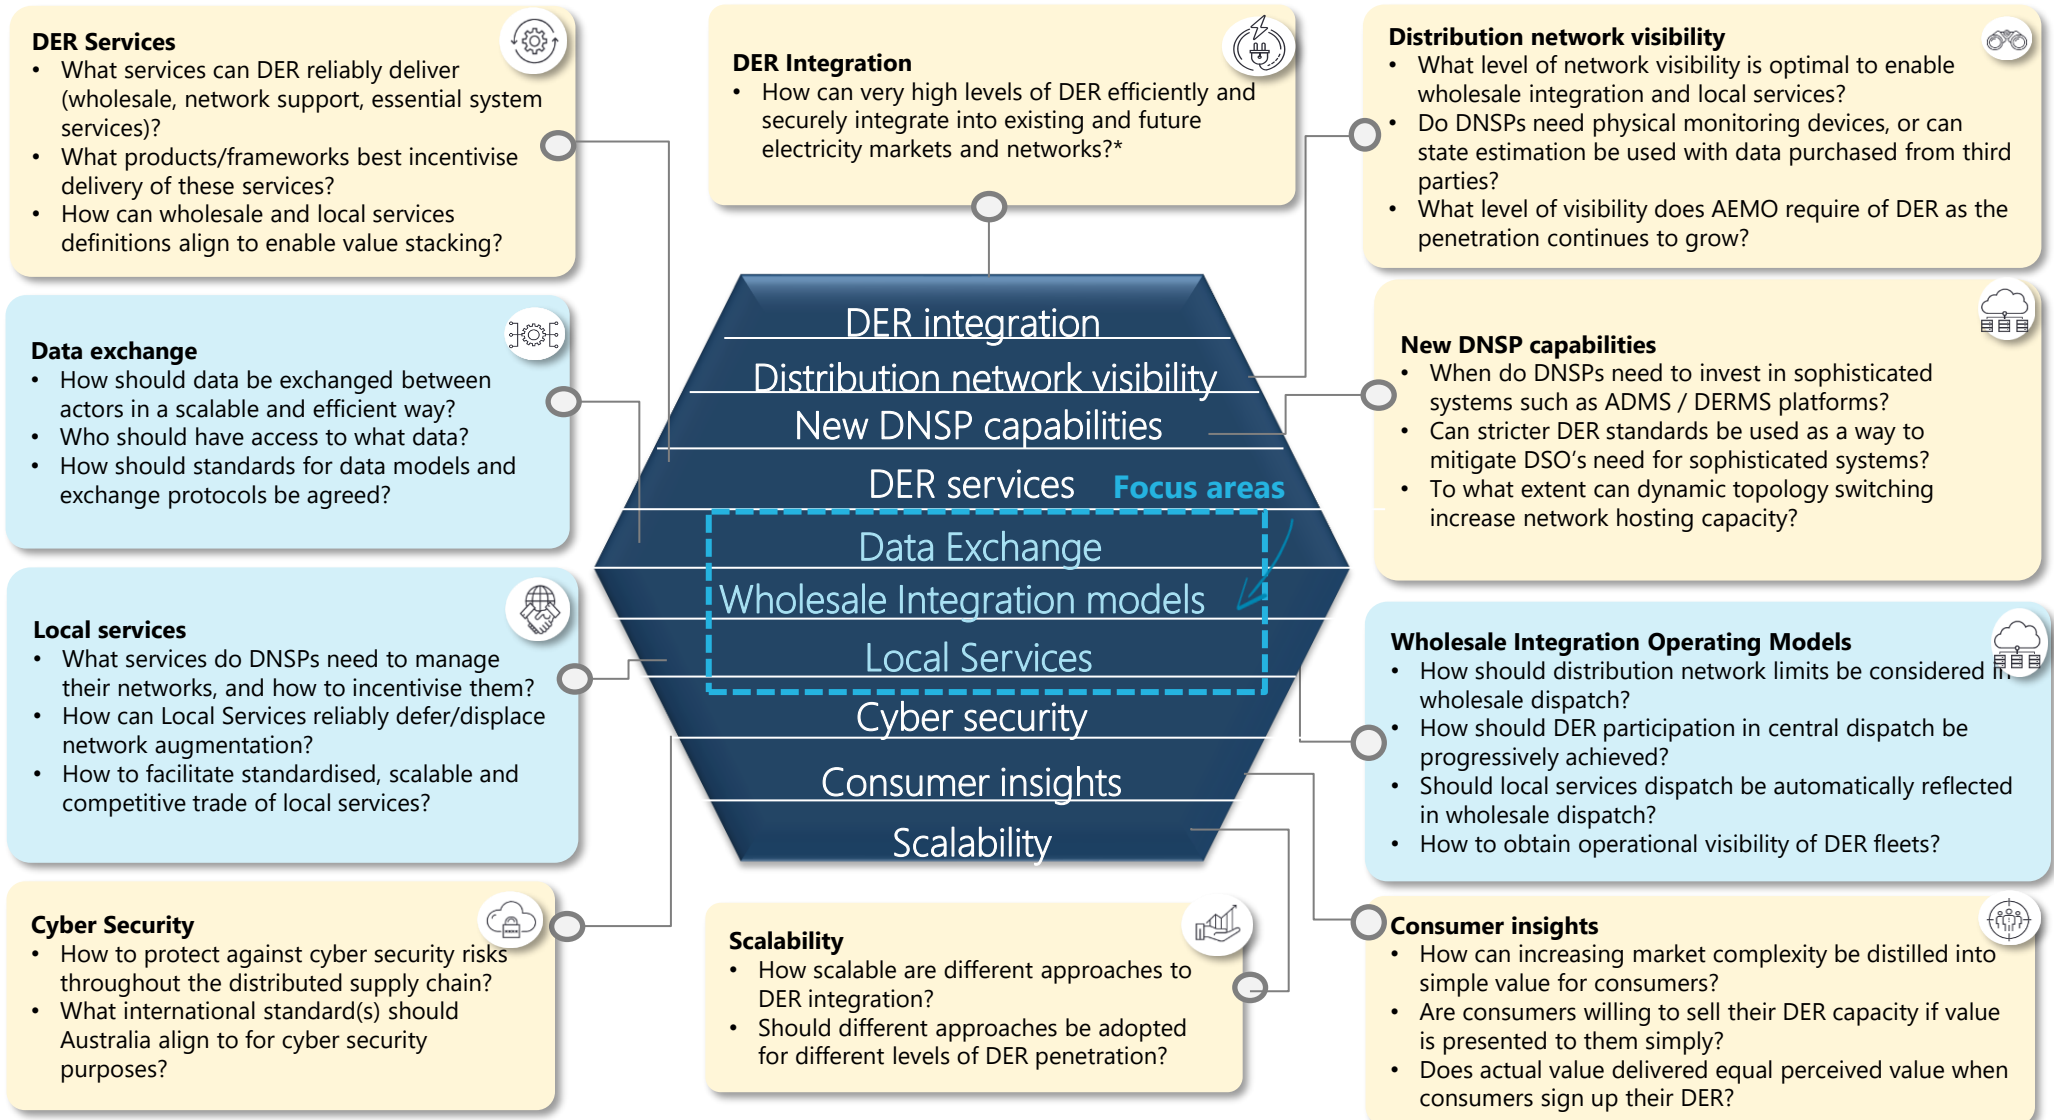 DER Services
• What services can DER reliably deliver
(wholesale, network support, essential system
services)?
• What products/frameworks best incentivise
delivery of these services?
• How can wholesale and local services
definitions align to enable value stacking?
DER Integration
• How can very high levels of DER efficiently and
securely integrate into existing and future
electricity markets and networks?*
Distribution network visibility
• What level of network visibility is optimal to enable
wholesale integration and local services?
• Do DNSPs need physical monitoring devices, or can
state estimation be used with data purchased from third
parties?
• What level of visibility does AEMO require of DER as the
penetration continues to grow?
Data exchange
• How should data be exchanged between
actors in a scalable and efficient way?
• Who should have access to what data?
• How should standards for data models and
exchange protocols be agreed?
DER integration
Distribution network visibility
New DNSP capabilities
DER services
Focus areas
Data Exchange
Wholesale Integration models
Local Services
Cyber security
Consumer insights
Scalability
New DNSP capabilities
• When do DNSPs need to invest in sophisticated
systems such as ADMS / DERMS platforms?
• Can stricter DER standards be used as a way to
mitigate DSO's need for sophisticated systems?
• To what extent can dynamic topology switching
increase network hosting capacity?
Local services
• What services do DNSPs need to manage
their networks, and how to incentivise them?
• How can Local Services reliably defer/displace
network augmentation?
• How to facilitate standardised, scalable and
competitive trade of local services?
Wholesale Integration Operating Models
• How should distribution network limits be considered in
wholesale dispatch?
• How should DER participation in central dispatch be
progressively achieved?
• Should local services dispatch be automatically reflected
in wholesale dispatch?
• How to obtain operational visibility of DER fleets?
Cyber Security
• How to protect against cyber security risks
throughout the distributed supply chain?
• What international standard(s) should
Australia align to for cyber security
purposes?
Scalability
• How scalable are different approaches to
DER integration?
• Should different approaches be adopted
for different levels of DER penetration?
Consumer insights
• How can increasing market complexity be distilled into
simple value for consumers?
• Are consumers willing to sell their DER capacity if value
is presented to them simply?
• Does actual value delivered equal perceived value when
consumers sign up their DER?